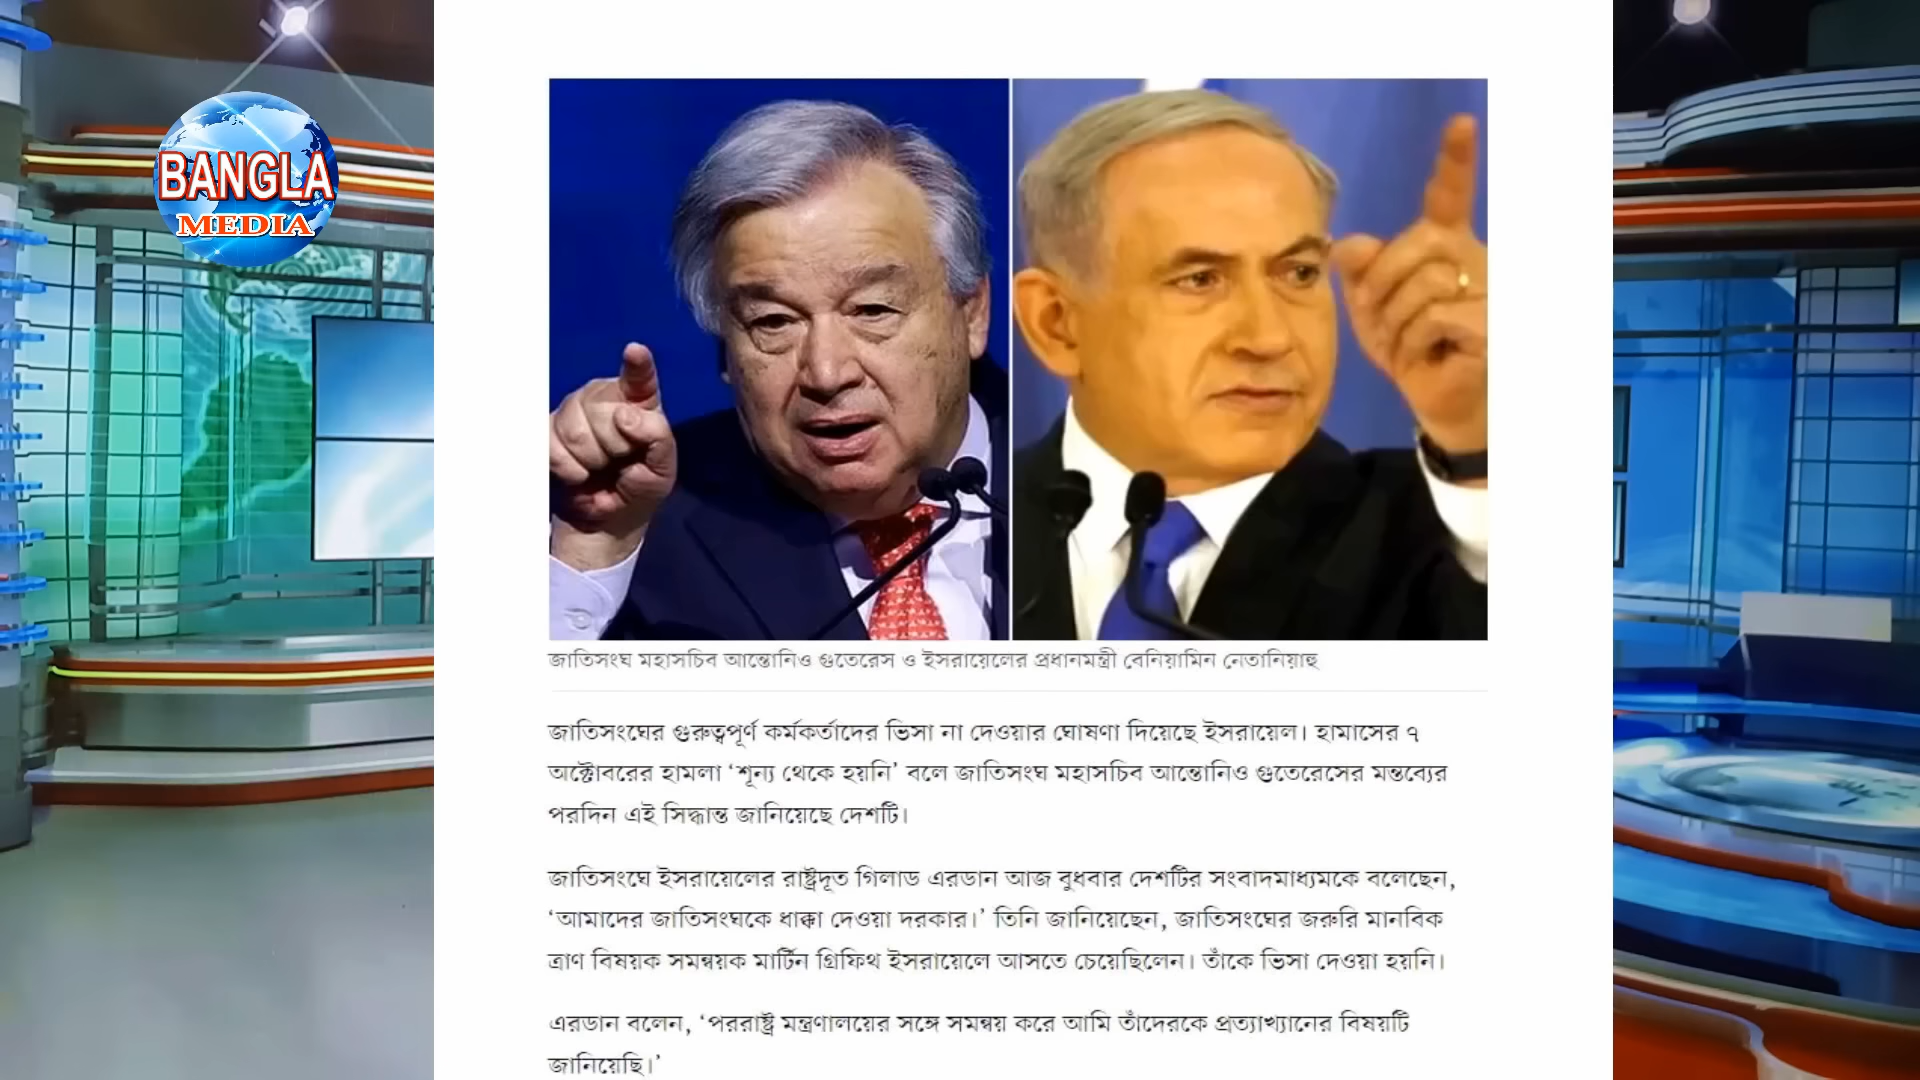 BANGLA
MEDIA
জাতিসংঘ মহাসচিব আন্তোনিও গুতেরেস ও ইসরায়েলের প্রধানমন্ত্রী বেনিয়ামিন নেতানিয়াহু
জাতিসংঘের গুরুত্বপূর্ণ কর্মকর্তাদের ভিসা না দেওয়ার ঘোষণা দিয়েছে ইসরায়েল। হামাসের ৭
অক্টোবরের হামলা ‘শূন্য থেকে হয়নি’ বলে জাতিসংঘ মহাসচিব আন্তোনিও গুতেরেসের মন্তব্যের
পরদিন এই সিদ্ধান্ত জানিয়েছে দেশটি।
জাতিসংঘে ইসরায়েলের রাষ্ট্রদূত গিলাড এরডান আজ বুধবার দেশটির সংবাদমাধ্যমকে বলেছেন,
‘আমাদের জাতিসংঘকে ধাক্কা দেওয়া দরকার।’ তিনি জানিয়েছেন, জাতিসংঘের জরুরি মানবিক
ত্রাণ বিষয়ক সমন্বয়ক মার্টিন গ্রিফিথ ইসরায়েলে আসতে চেয়েছিলেন। তাঁকে ভিসা দেওয়া হয়নি।
এরডান বলেন, ‘পররাষ্ট্র মন্ত্রণালয়ের সঙ্গে সমন্বয় করে আমি তাঁদেরকে প্রত্যাখ্যানের বিষয়টি
জানিয়েছি।’